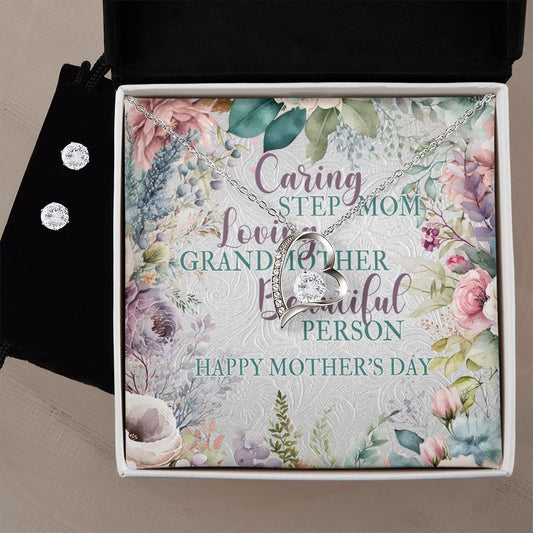 Caring
STEP MOM
Loving
GRANDMOTHER
Beautiful
PERSON
HAPPY MOTHER'S DAY